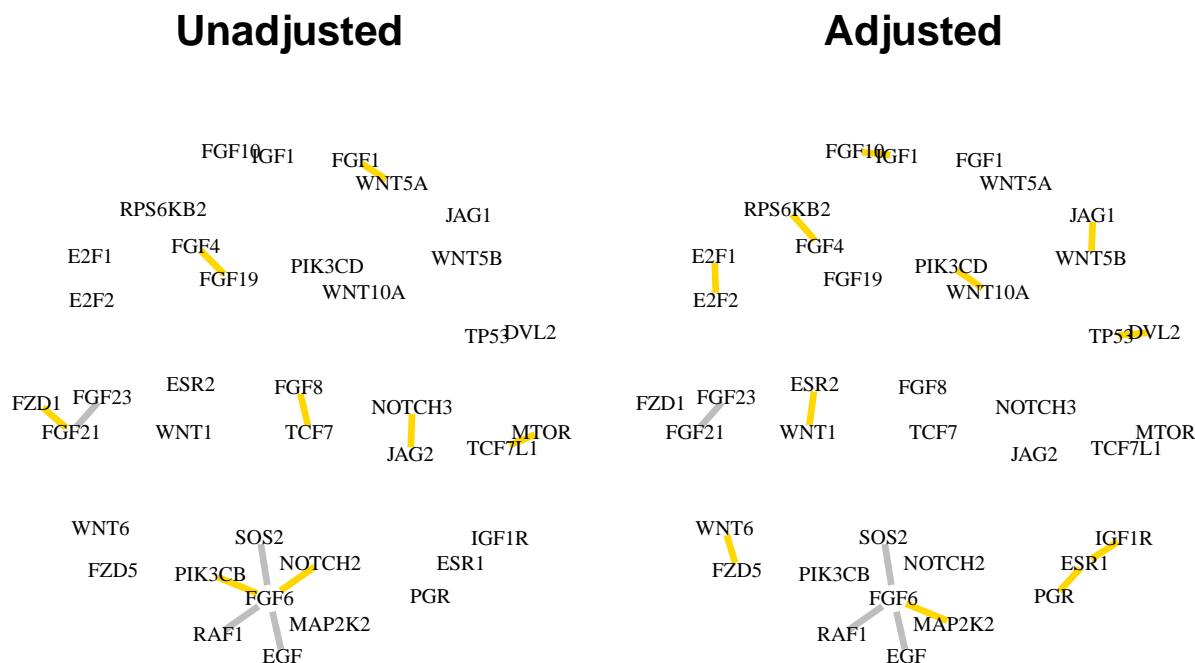 Unadjusted
FGF10
IGF1
FGF1
WNT5A
RPS6KB2
JAG1
E2F1
FGF4
PIK3CD
WNT5B
FGF19
E2F2
WNT10A
TP53
DVL2
FZD1
FGF23
ESR2
FGF8
NOTCH3
FGF21
WNT1
TCF7
MTOR
JAG2
TCF7L1
WNT6
SOS2
IGF1R
FZD5
PIK3CB
NOTCH2
ESR1
FGF6
PGR
RAF1
MAP2K2
EGF
Adjusted
FGF10
IGF1
FGF1
WNT5A
RPS6KB2
JAG1
E2F1
FGF4
PIK3CD
WNT5B
FGF19
E2F2
WNT10A
TP53
DVL2
FZD1
FGF23
ESR2
FGF8
NOTCH3
FGF21
WNT1
TCF7
MTOR
JAG2
TCF7L1
WNT6
SOS2
IGF1R
FZD5
PIK3CB
NOTCH2
ESR1
FGF6
PGR
RAF1
MAP2K2
EGF